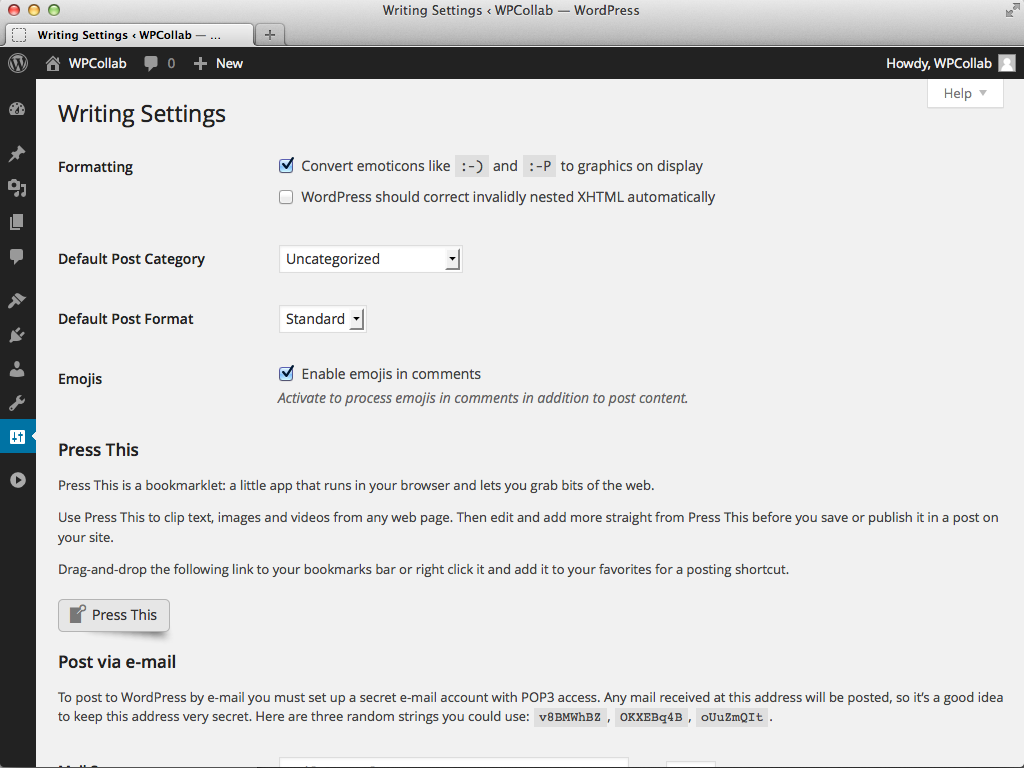 Writing Settings ‹ WPCollab — WordPress
Writing Settings ‹ WPCollab — ...
WPCollab 0 New Howdy, WPCollab
Help
Writing Settings
Formatting
Convert emoticons like :-) and :-P to graphics on display
WordPress should correct invalidly nested XHTML automatically
Default Post Category Uncategorized
Default Post Format Standard
Emojis
Enable emojis in comments
Activate to process emojis in comments in addition to post content.
Press This
Press This is a bookmarklet: a little app that runs in your browser and lets you grab bits of the web.
Use Press This to clip text, images and videos from any web page. Then edit and add more straight from Press This before you save or publish it in a post on
your site.
Drag-and-drop the following link to your bookmarks bar or right click it and add it to your favorites for a posting shortcut.
Press This
Post via e-mail
To post to WordPress by e-mail you must set up a secret e-mail account with POP3 access. Any mail received at this address will be posted, so it's a good idea
to keep this address very secret. Here are three random strings you could use: v8BMWhBZ, OKXEBq4B, oUuZmQIt.